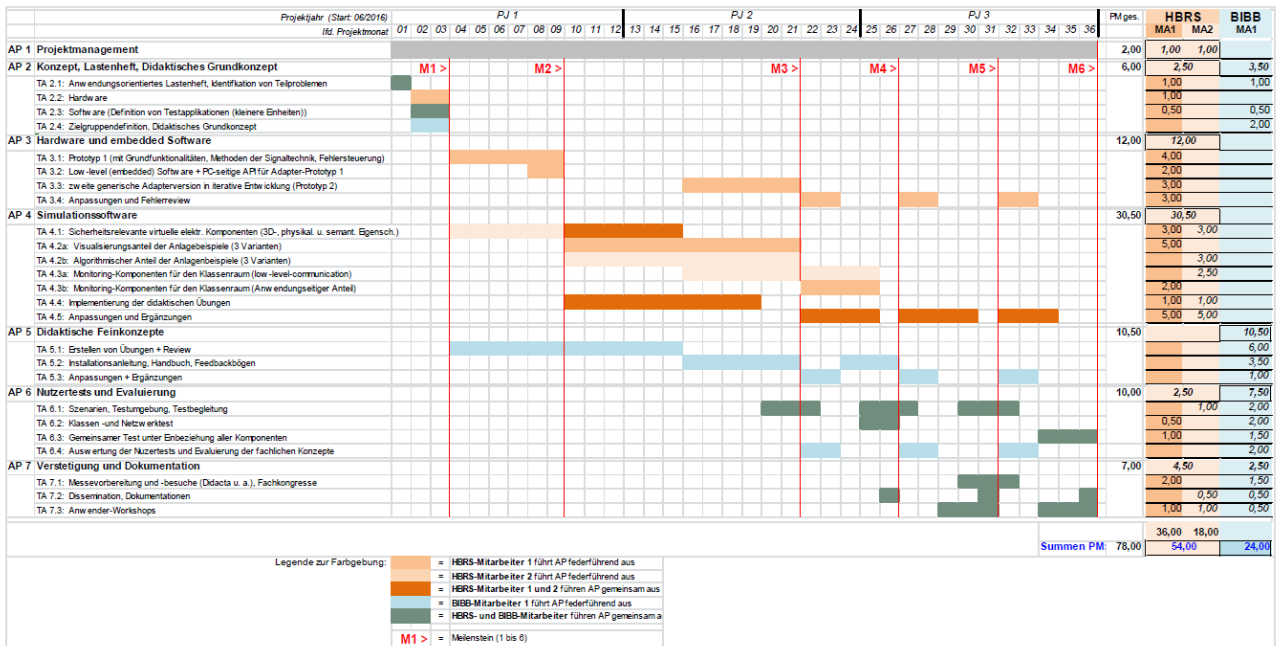 Projektjahr (Start: 06/2016) PJ 1 PJ 2 PJ 3 PM ges. HBRS BIBB
lfd. Projektmonat 01 02 03 04 05 06 07 08 09 10 11 12 13 14 15 16 17 18 19 20 21 22 23 24 25 26 27 28 29 30 31 32 33 34 35 36 MA1 MA2 MA1
AP 1 Projektmanagement 2,00 1,00 1,00
AP 2 Konzept, Lastenheft, Didaktisches Grundkonzept M1 > M2 > M3 > M4 > M5 > M6 > 6,00 2,50 3,50
TA 2.1: Anwendungsorientiertes Lastenheft, Identifkation von Teilproblemen 1,00 1,00
TA 2.2: Hardware 1,00
TA 2.3: Software (Definition von Testapplikationen (kleinere Einheiten)) 0,50 0,50
TA 2.4: Zielgruppendefinition, Didaktisches Grundkonzept 2,00
AP 3 Hardware und embedded Software 12,00 12,00
TA 3.1: Prototyp 1 (mit Grundfunktionalitäten, Methoden der Signaltechnik, Fehlersteuerung) 4,00
TA 3.2: Low-level (embedded) Software + PC-seitige API für Adapter-Prototyp 1 2,00
TA 3.3: zweite generische Adapterversion in iterative Entwicklung (Prototyp 2) 3,00
TA 3.4: Anpassungen und Fehlerreview 3,00
AP 4 Simulationssoftware 30,50 30,50
TA 4.1: Sicherheitsrelevante virtuelle elektr. Komponenten (3D-, physikal. u. semant. Eigensch.) 3,00 3,00
TA 4.2a: Visualisierungsanteil der Anlagebeispiele (3 Varianten) 5,00
TA 4.2b: Algorithmischer Anteil der Anlagenbeispiele (3 Varianten) 3,00
TA 4.3a: Monitoring-Komponenten für den Klassenraum (low-level-communication) 2,50
TA 4.3b: Monitoring-Komponenten für den Klassenraum (Anwendungseitiger Anteil) 2,00
TA 4.4: Implementierung der didaktischen Übungen 1,00 1,00
TA 4.5: Anpassungen und Ergänzungen 5,00 5,00
AP 5 Didaktische Feinkonzepte 10,50 10,50
TA 5.1: Erstellen von Übungen + Review 6,00
TA 5.2: Installationsanleitung, Handbuch, Feedbackbögen 3,50
TA 5.3: Anpassungen + Ergänzungen 1,00
AP 6 Nutzertests und Evaluierung 10,00 2,50 7,50
TA 6.1: Szenarien, Testumgebung, Testbegleitung 1,00 2,00
TA 6.2: Klassen -und Netzwerktest 0,50 2,00
TA 6.3: Gemeinsamer Test unter Einbeziehung aller Komponenten 1,00 1,50
TA 6.4: Auswertung der Nuzertests und Evaluierung der fachlichen Konzepte 2,00
AP 7 Verstetigung und Dokumentation 7,00 4,50 2,50
TA 7.1: Messevorbereitung und -besuche (Didacta u. a.), Fachkongresse 2,00 1,50
TA 7.2: Dissemination, Dokumentationen 0,50 0,50
TA 7.3: Anwender-Workshops 1,00 1,00 0,50
36,00 18,00
Summen PM: 78,00 54,00 24,00
Legende zur Farbgebung: = HBRS-Mitarbeiter 1 führt AP federführend aus
= HBRS-Mitarbeiter 2 führt AP federführend aus
= HBRS-Mitarbeiter 1 und 2 führen AP gemeinsam aus
= BIBB-Mitarbeiter 1 führt AP federführend aus
= HBRS- und BIBB-Mitarbeiter führen AP gemeinsam a
M1 > = Meilenstein (1 bis 6)